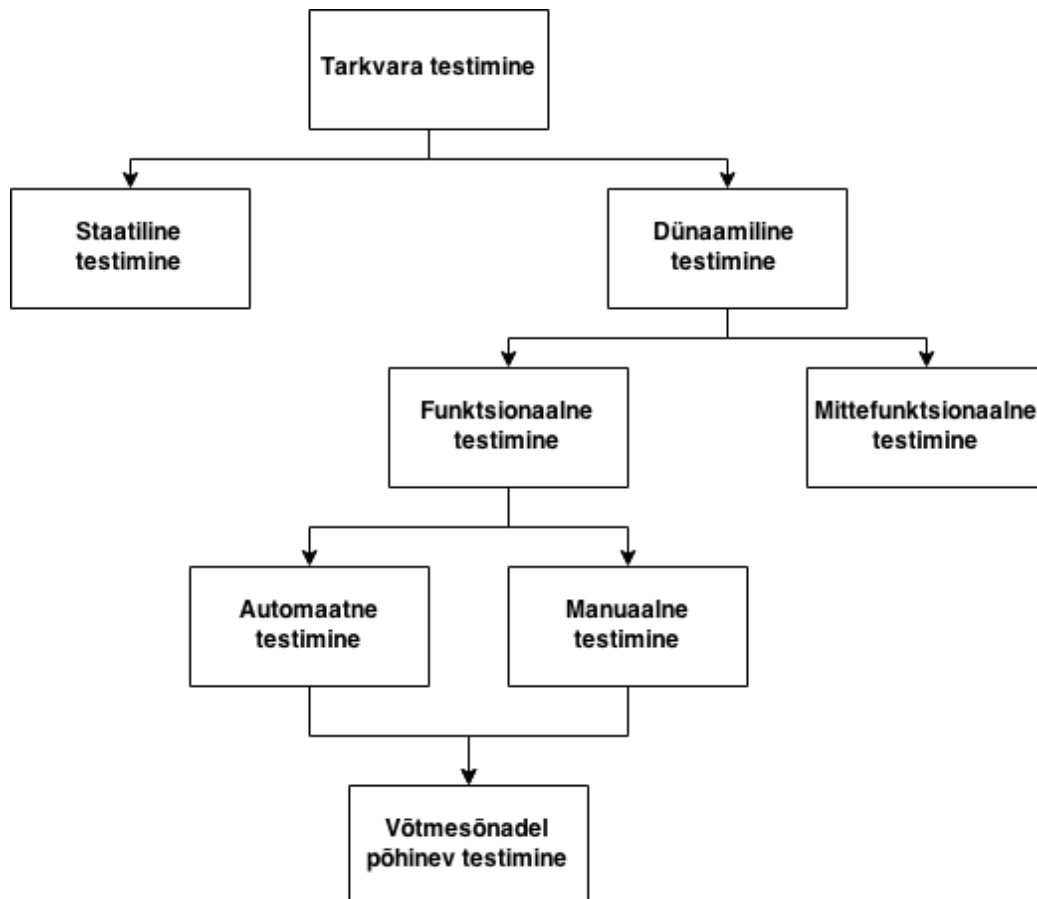 Tarkvara testimine
Staatiline
testimine
Dünaamiline
testimine
Funktsionaalne
testimine
Mittefunktsionaalne
testimine
Automaatne
testimine
Manuaalne
testimine
Võtmesõnadel
põhinev testimine